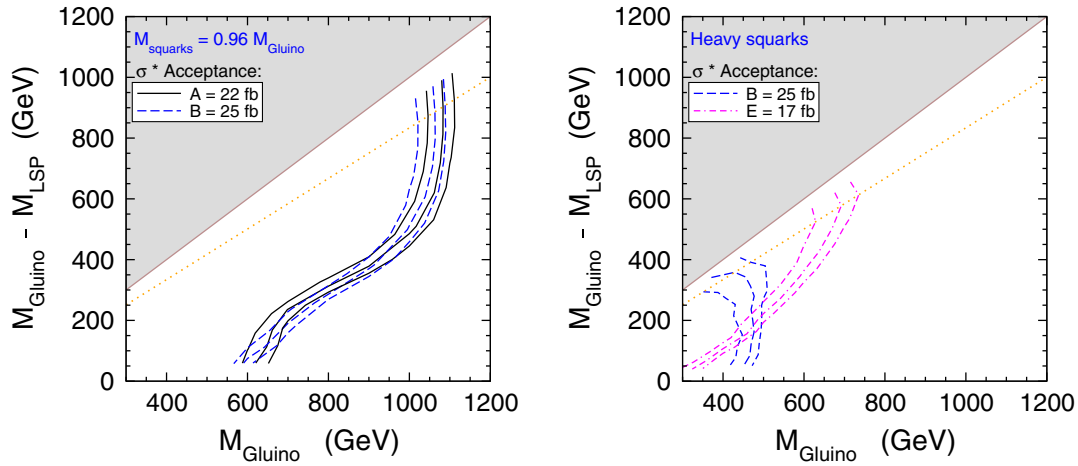 M_squarks = 0.96 M_Gluino
σ * Acceptance:
A = 22 fb
B = 25 fb
M_Gluino - M_LSP (GeV)
1200
1000
800
600
400
200
0
400 600 800 1000 1200
M_Gluino (GeV)
Heavy squarks
σ * Acceptance:
B = 25 fb
E = 17 fb
M_Gluino - M_LSP (GeV)
1200
1000
800
600
400
200
0
400 600 800 1000 1200
M_Gluino (GeV)